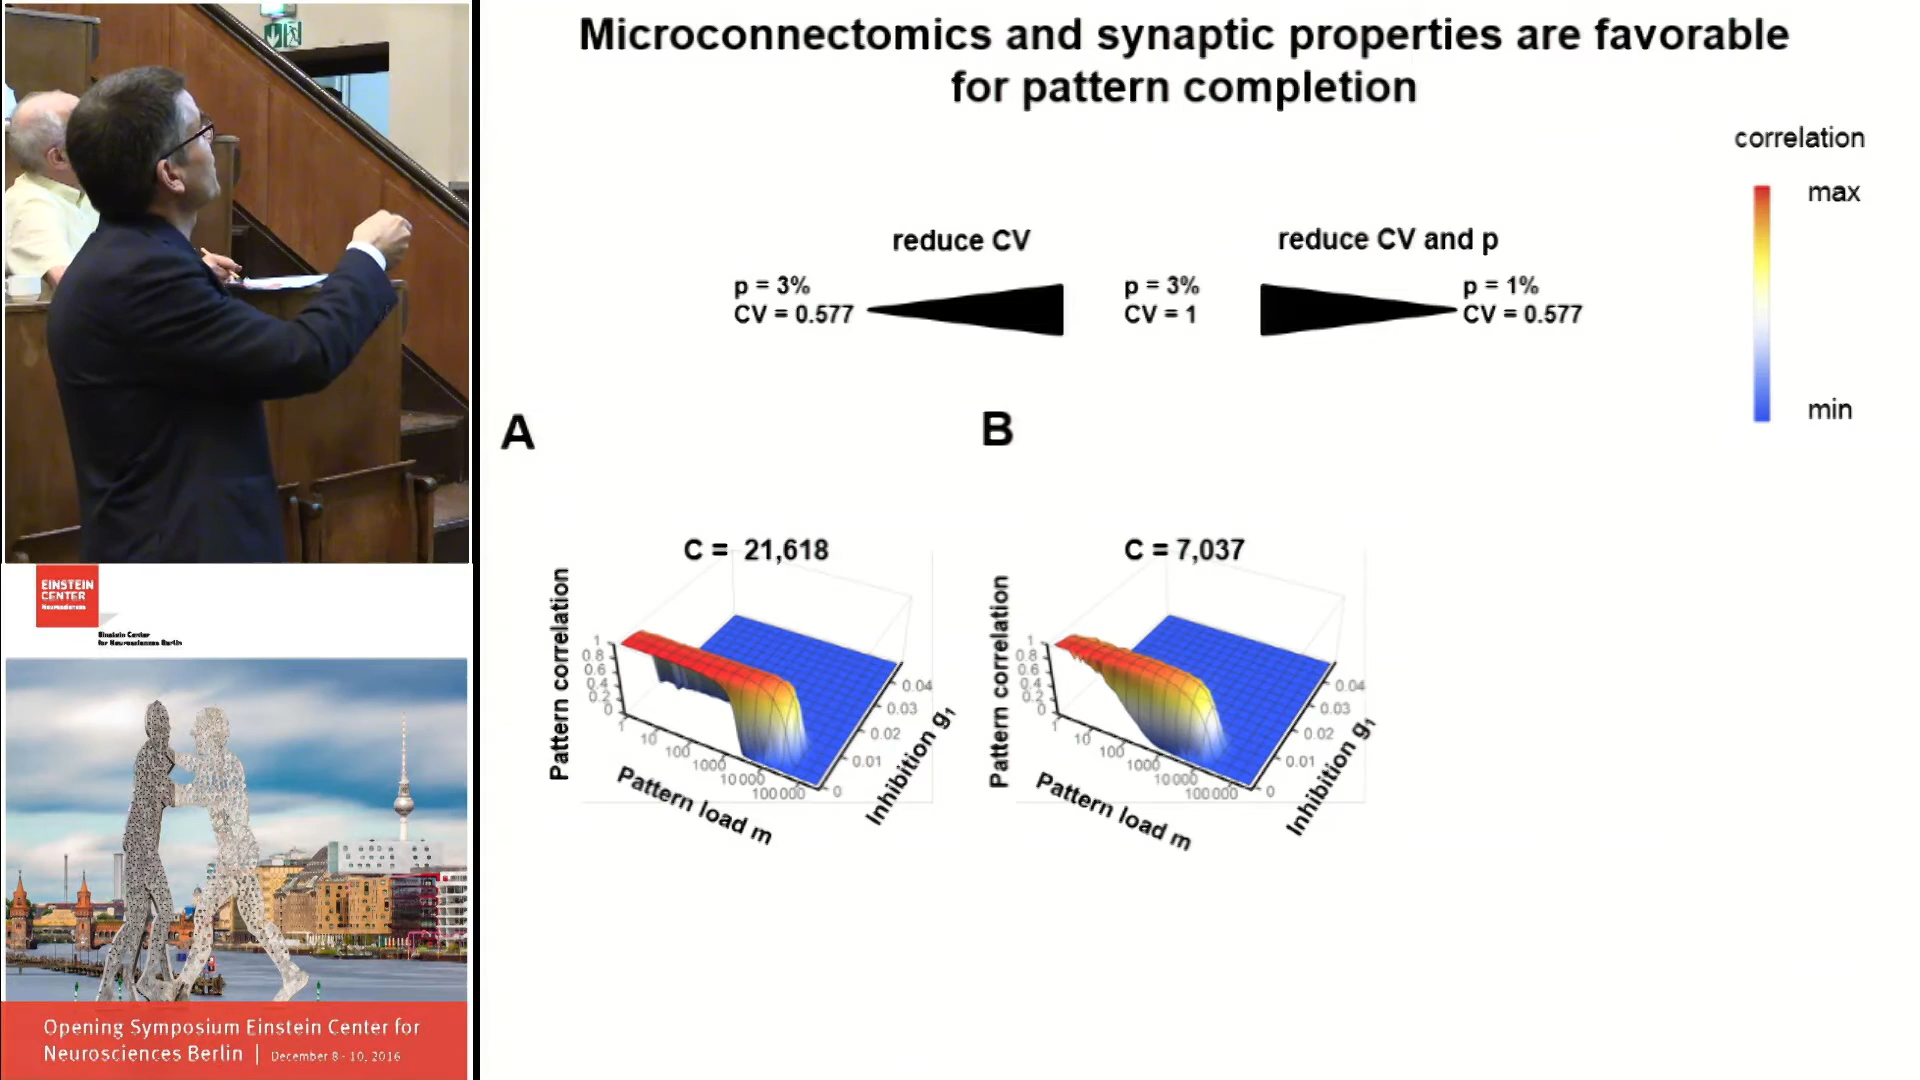 Microconnectomics and synaptic properties are favorable
for pattern completion
correlation
max
min
reduce CV
reduce CV and p
p = 3%
CV = 0.577
p = 3%
CV = 1
p = 1%
CV = 0.577
A
B
C = 21,618
Pattern correlation
1
0.8
0.6
0.4
0.2
0
1
10
100
1000
10000
100000
Pattern load m
0
0.01
0.02
0.03
0.04
Inhibition g1
C = 7,037
Pattern correlation
1
0.8
0.6
0.4
0.2
0
1
10
100
1000
10000
100000
Pattern load m
0
0.01
0.02
0.03
0.04
Inhibition g1
EINSTEIN
CENTER
Neurosciences
Einstein Center
for Neurosciences Berlin
Opening Symposium Einstein Center for
Neurosciences Berlin | December 8 - 10, 2016